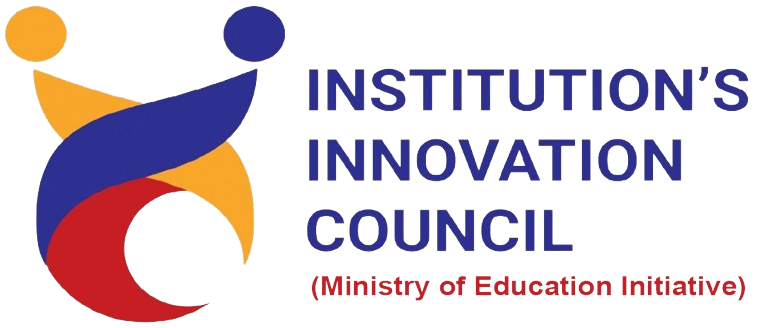 INSTITUTION’S
INNOVATION
COUNCIL
(Ministry of Education Initiative)